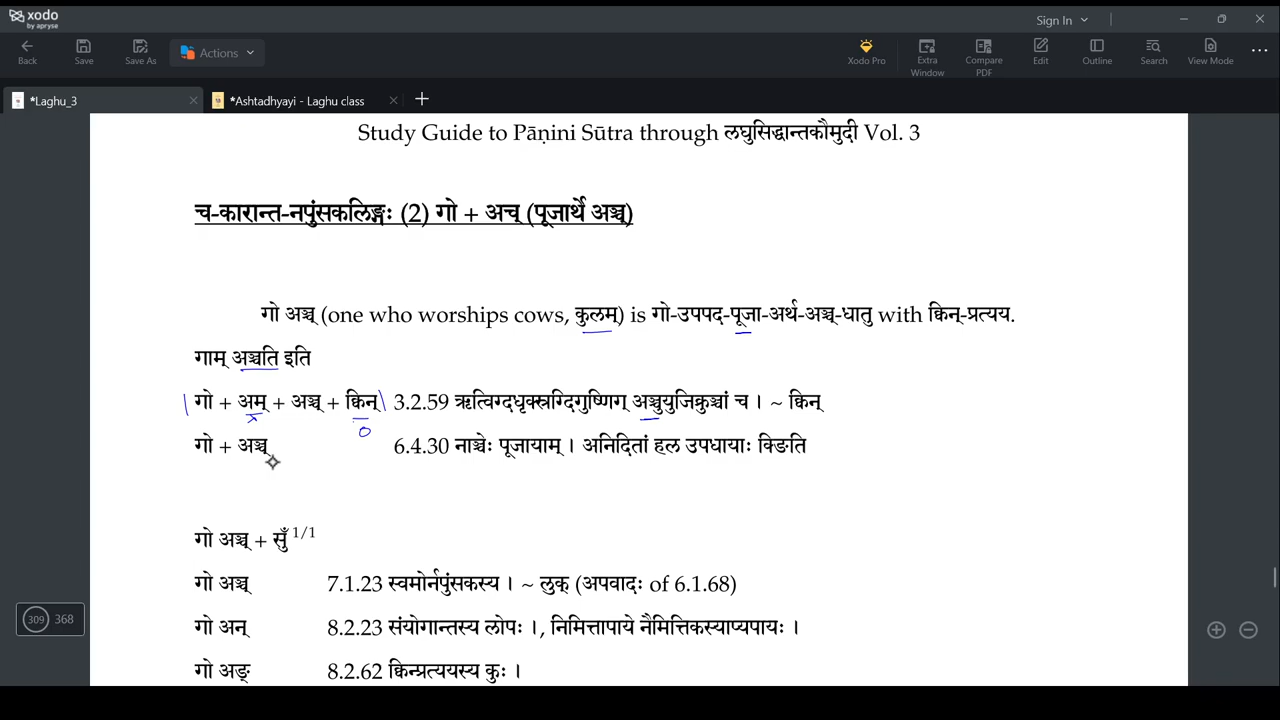 xodo
by apryse
Sign In
Back
Save
Save As
Actions
Xodo Pro
Extra Window
Compare PDF
Edit
Outline
Search
View Mode
*Laghu_3
*Ashtadhyayi - Laghu class
Study Guide to Pāṇini Sūtra through लघुसिद्धान्तकौमुदी Vol. 3
च-कारान्त-नपुंसकलिङ्गः (2) गो + अच् (पूजार्थे अञ्च्)
गो अञ्च् (one who worships cows, कुलम्) is गो-उपपद-पूजा-अर्थ-अञ्च्-धातु with क्विन्-प्रत्यय.
गाम् अञ्चति इति
गो + अम् + अञ्च् + क्विन् 3.2.59 ऋत्विग्दधृक्स्रग्दिगुष्णिग् अञ्चुयुजिक्रुञ्चां च । ~ क्विन्
गो + अञ्च् 6.4.30 नाञ्चेः पूजायाम् । अनिदितां हल उपधायाः क्ङिति
गो अञ्च् + सुँ 1/1
गो अञ्च् 7.1.23 स्वमोर्नपुंसकस्य । ~ लुक् (अपवादः of 6.1.68)
गो अन् 8.2.23 संयोगान्तस्य लोपः । , निमित्तापाये नैमित्तिकस्याप्यपायः ।
गो अङ् 8.2.62 क्विन्प्रत्ययस्य कुः ।
309 368